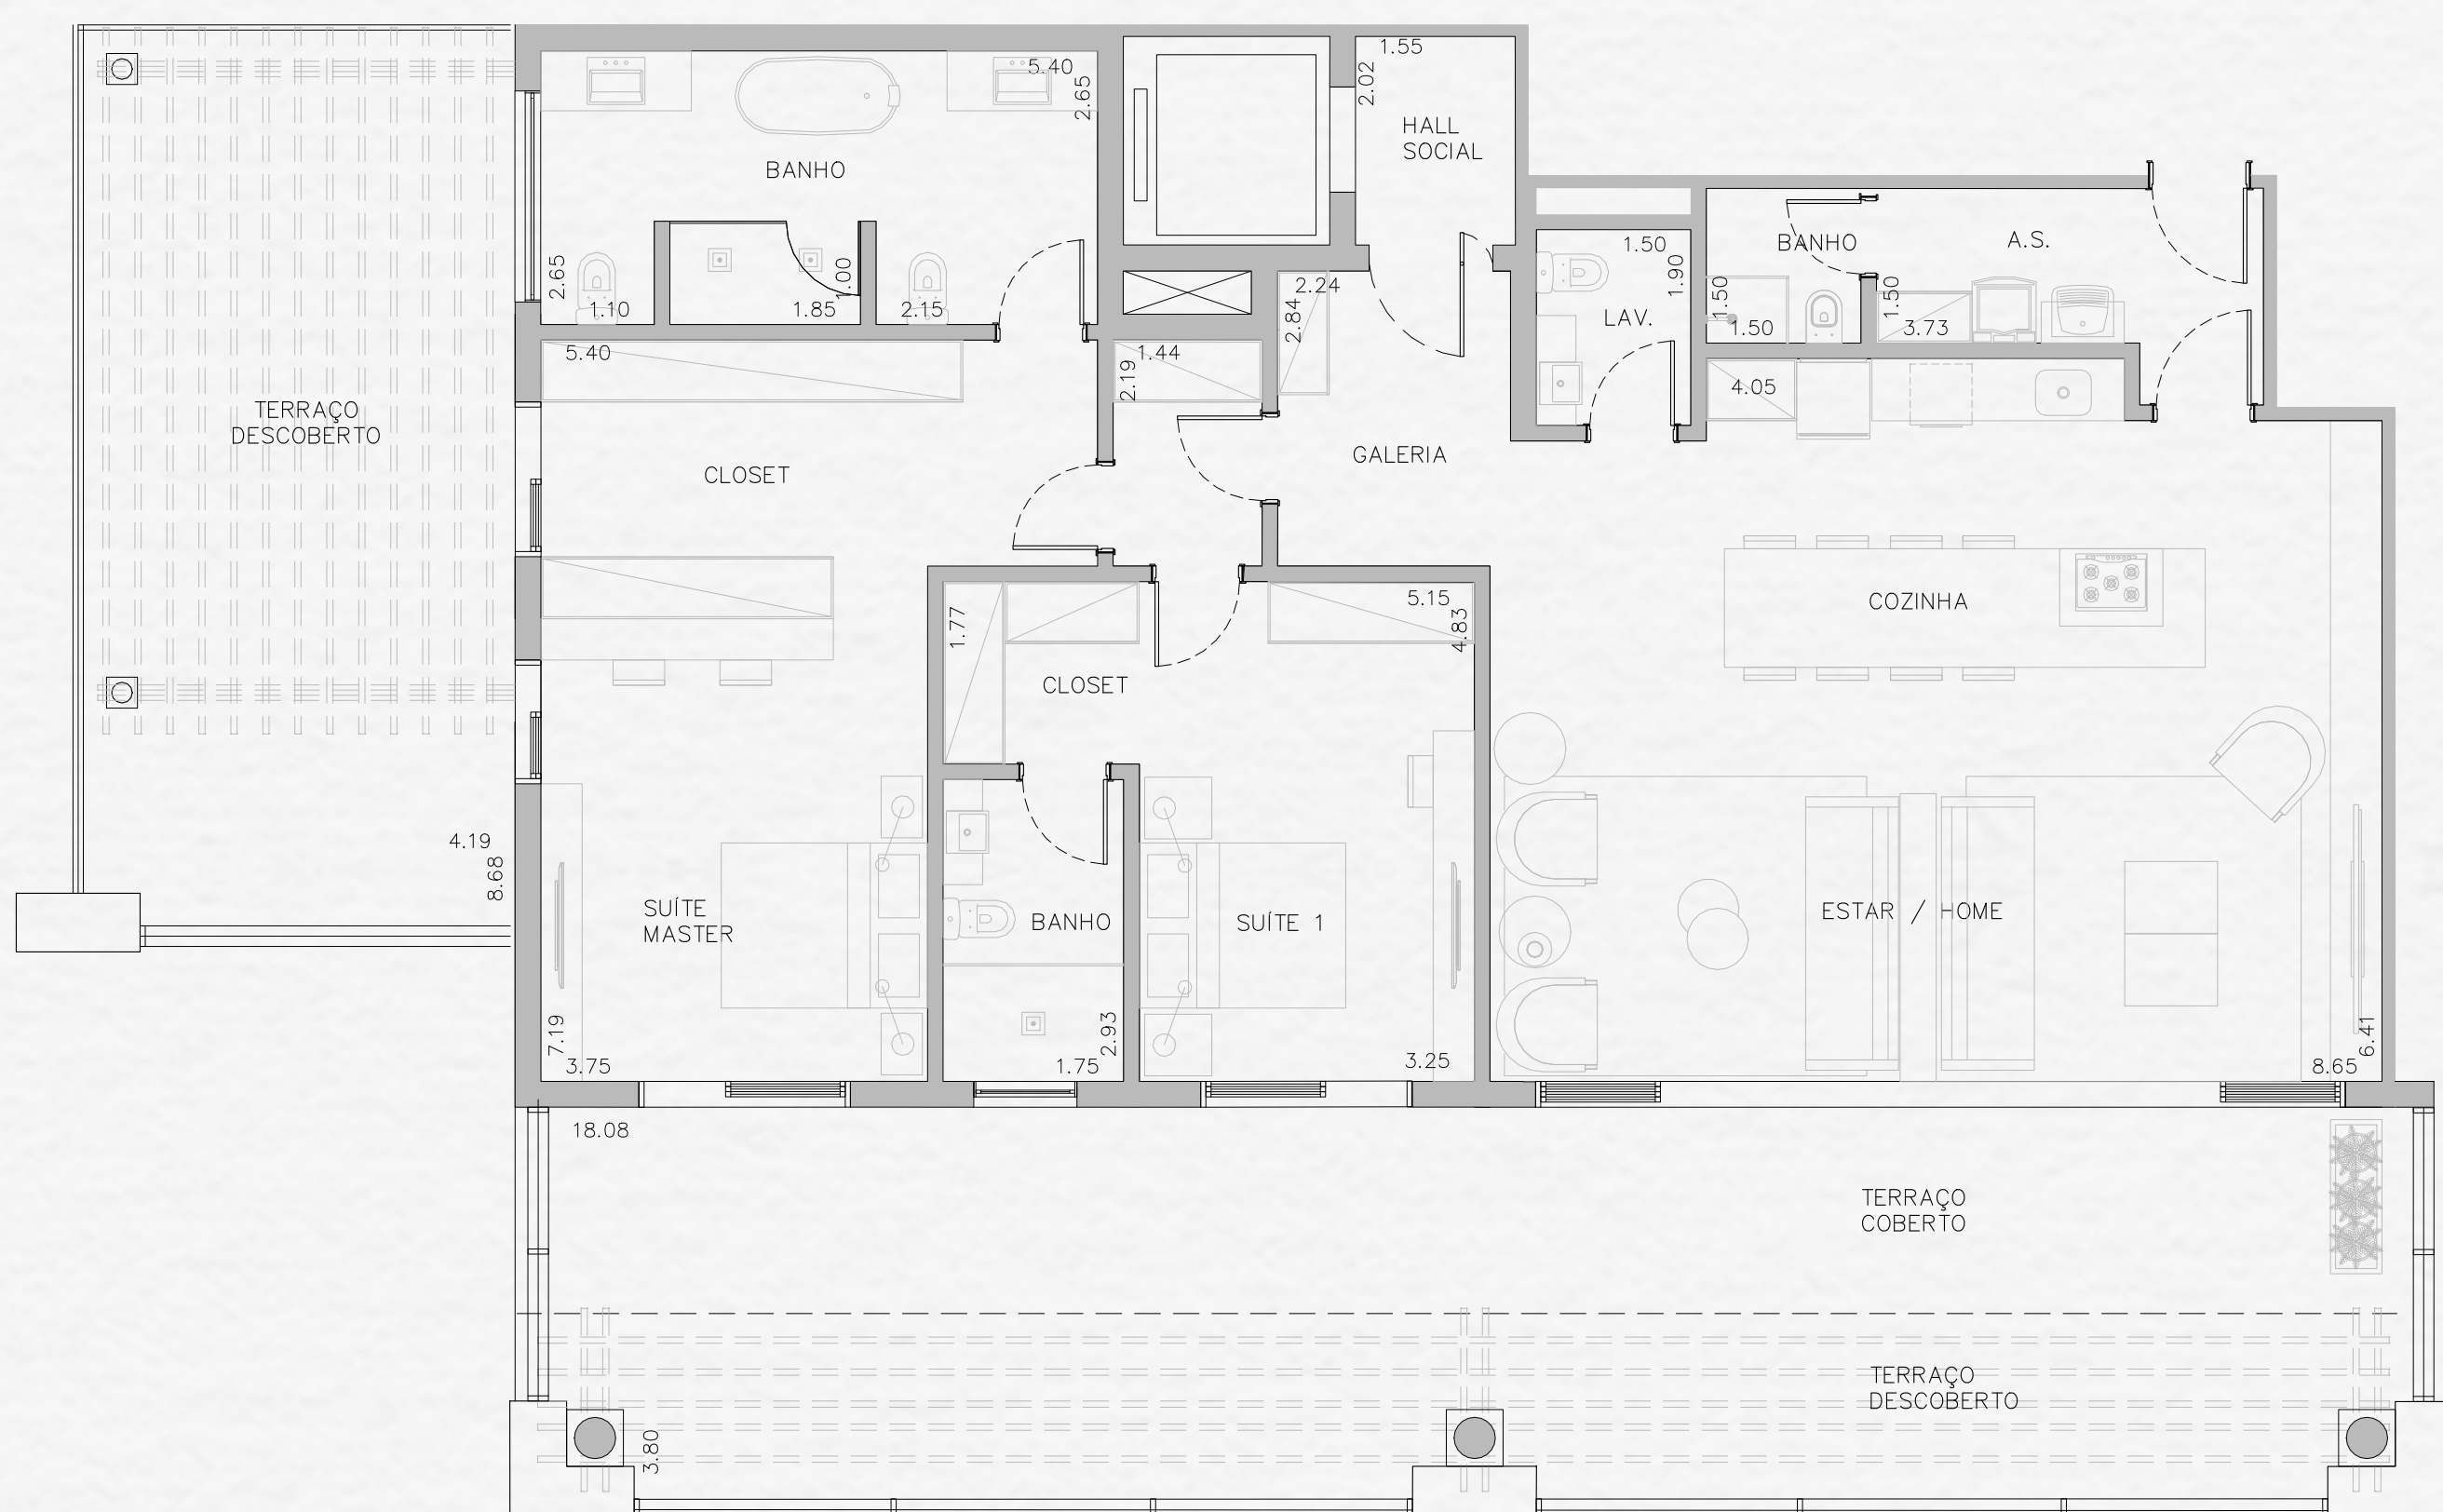 1.55
5.40
2.65
2.02
HALL
SOCIAL
BANHO
2.65
1.10
1.85
1.00
2.15
2.24
2.84
1.50
1.90
LAV.
BANHO
A.S.
1.50
1.50
1.50
3.73
5.40
1.44
2.19
4.05
TERRAÇO
DESCOBERTO
CLOSET
GALERIA
1.77
5.15
4.83
COZINHA
CLOSET
4.19
8.68
SUÍTE
MASTER
BANHO
SUÍTE 1
ESTAR / HOME
7.19
3.75
2.93
1.75
3.25
6.41
8.65
18.08
TERRAÇO
COBERTO
TERRAÇO
DESCOBERTO
3.80